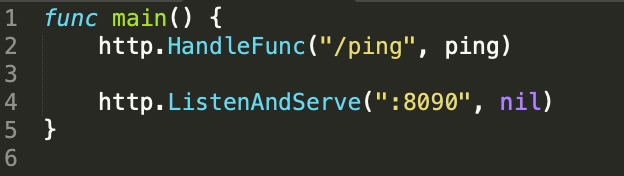 1 func main() {
2     http.HandleFunc("/ping", ping)
3
4     http.ListenAndServe(":8090", nil)
5 }
6